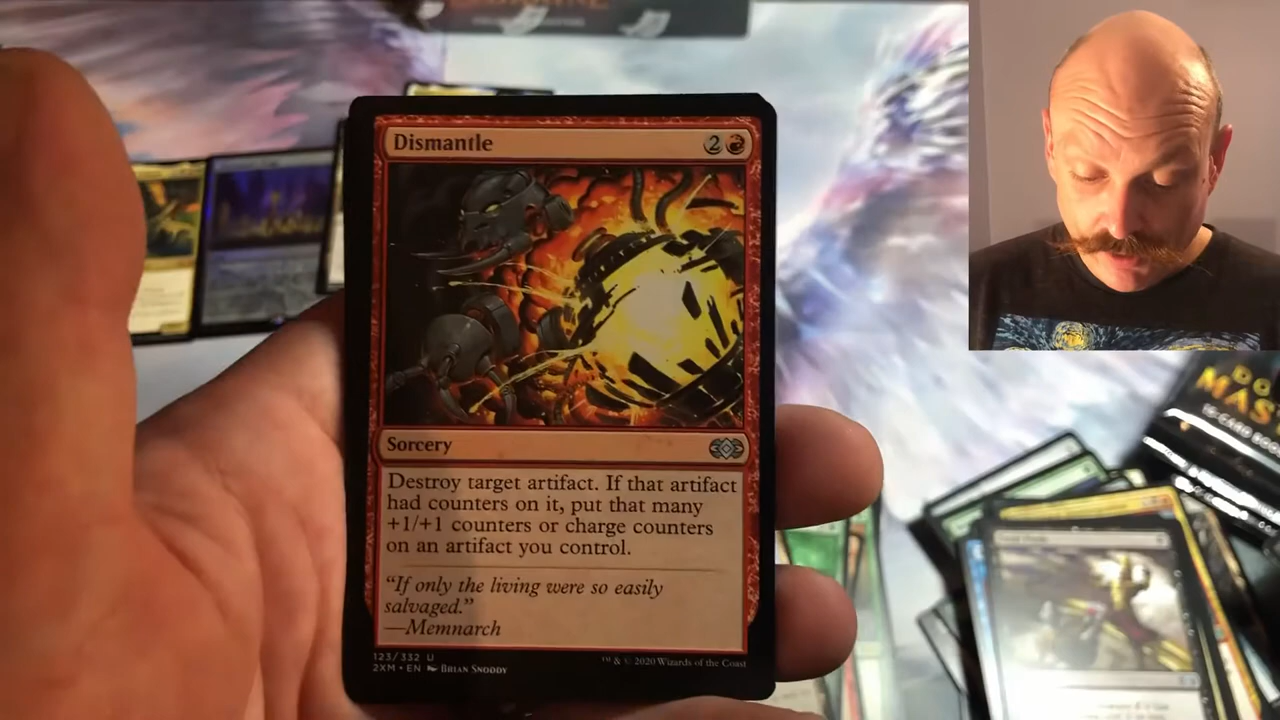 Dismantle 2
Sorcery
Destroy target artifact. If that artifact
had counters on it, put that many
+1/+1 counters or charge counters
on an artifact you control.
“If only the living were so easily
salvaged.”
—Memnarch
123/332 U
2XM • EN Brian Snoddy
™ & © 2020 Wizards of the Coast